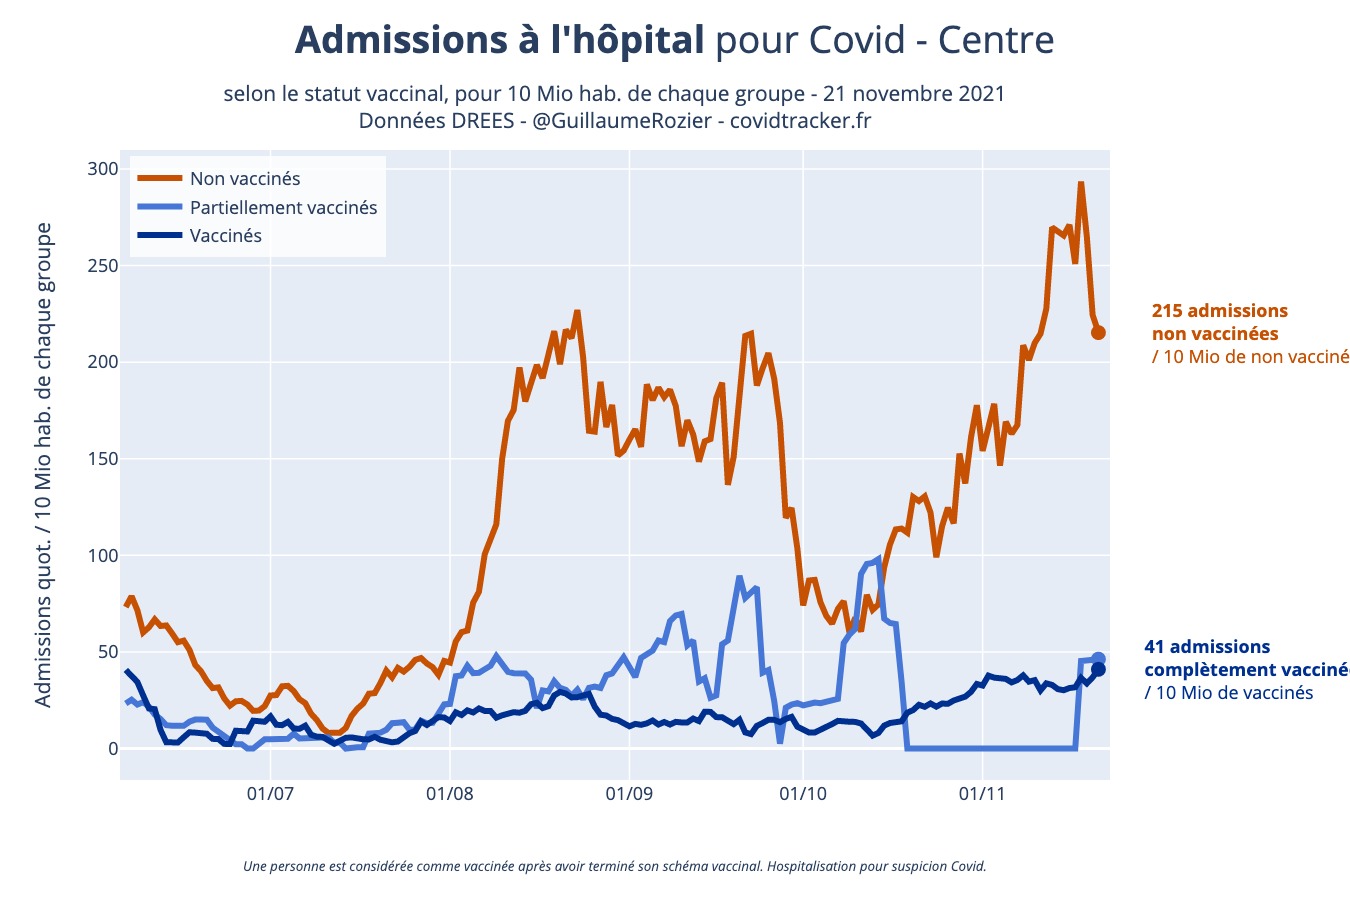 Admissions à l'hôpital pour Covid - Centre
selon le statut vaccinal, pour 10 Mio hab. de chaque groupe - 21 novembre 2021
Données DREES - @GuillaumeRozier - covidtracker.fr
Admissions quot. / 10 Mio hab. de chaque groupe
300
250
200
150
100
50
0
Non vaccinés
Partiellement vaccinés
Vaccinés
215 admissions
non vaccinées
/ 10 Mio de non vacciné
41 admissions
complètement vacciné
/ 10 Mio de vaccinés
01/07
01/08
01/09
01/10
01/11
Une personne est considérée comme vaccinée après avoir terminé son schéma vaccinal. Hospitalisation pour suspicion Covid.